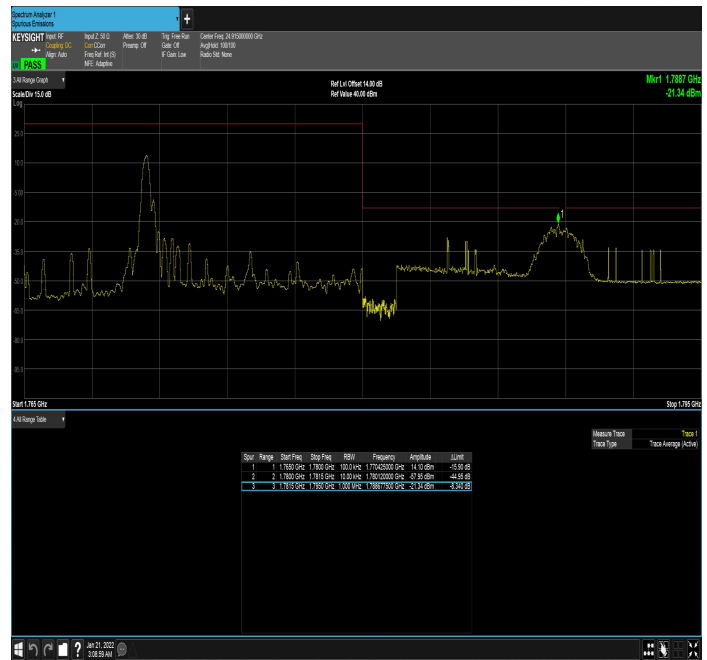 Spectrum Analyzer 1
Spurious Emissions
+
KEYSIGHT Input: RF Input Z: 50 Ω Atten: 30 dB Trig: Free Run Center Freq: 24.915000000 GHz
Coupling: DC Corr CCorr Preamp: Off Gate: Off Avg|Hold: 100/100
Align: Auto Freq Ref: Int (S) IF Gain: Low Radio Std: None
NFE: Adaptive
PASS
3 All Range Graph
Ref Lvl Offset 14.00 dB
Mkr1 1.7887 GHz
Scale/Div 15.0 dB
Ref Value 40.00 dBm
-21.34 dBm
Log
25.0
10.0
-5.00
1
-20.0
-35.0
-50.0
-65.0
-80.0
-95.0
Start 1.765 GHz
Stop 1.795 GHz
4 All Range Table
Measure Trace Trace 1
Trace Type Trace Average (Active)
Spur Range Start Freq Stop Freq RBW Frequency Amplitude ΔLimit
1 1 1.7650 GHz 1.7800 GHz 100.0 kHz 1.770425000 GHz 14.10 dBm -15.90 dB
2 2 1.7800 GHz 1.7815 GHz 10.00 kHz 1.780120000 GHz -57.95 dBm -44.95 dB
3 3 1.7815 GHz 1.7950 GHz 1.000 MHz 1.788677500 GHz -21.34 dBm -8.340 dB
?
Jan 21, 2022
3:08:59 AM